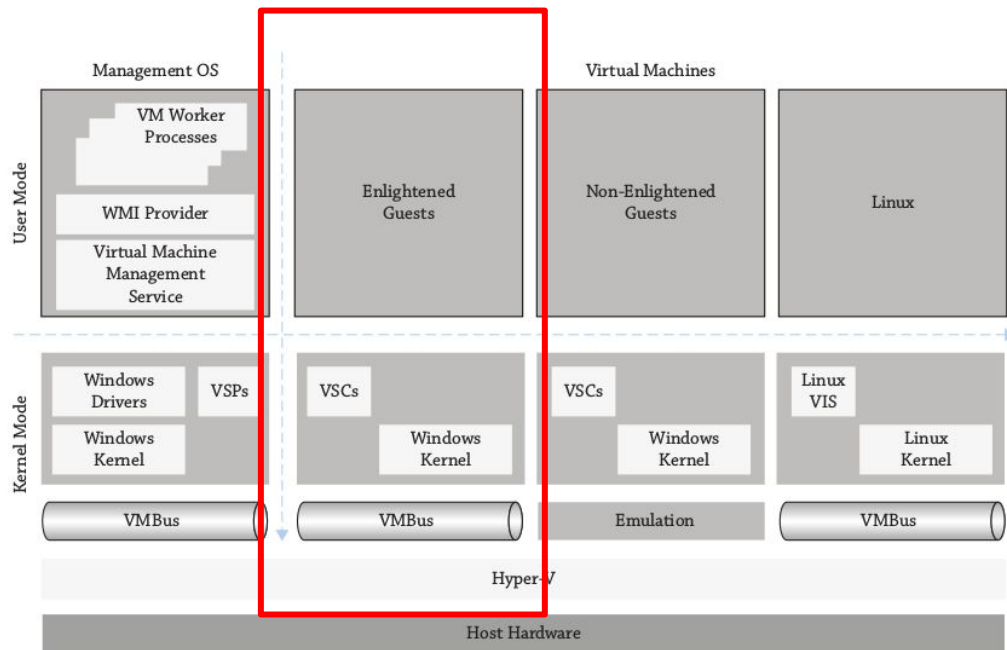 Management OS
Virtual Machines
User Mode
VM Worker
Processes
WMI Provider
Virtual Machine
Management
Service
Enlightened
Guests
Non-Enlightened
Guests
Linux
Kernel Mode
Windows
Drivers
VSPs
Windows
Kernel
VSCs
Windows
Kernel
VSCs
Windows
Kernel
Linux
VIS
Linux
Kernel
VMBus
VMBus
Emulation
VMBus
Hyper-V
Host Hardware